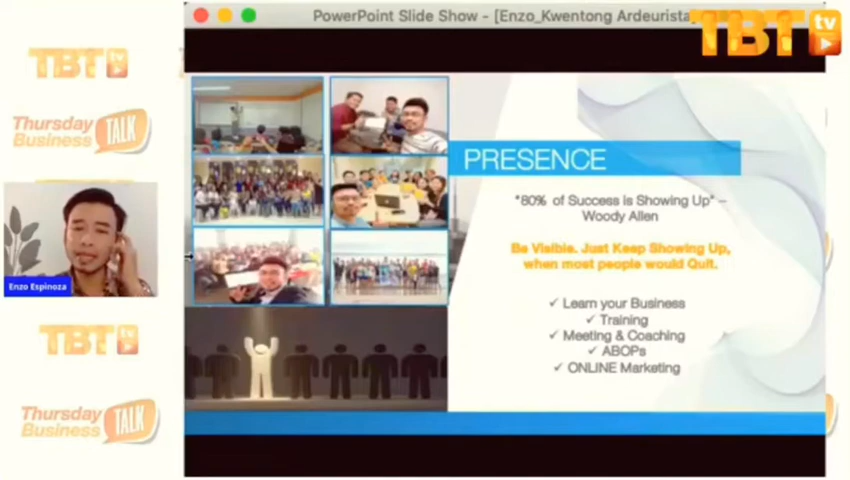 PowerPoint Slide Show - [Enzo_Kwentong Ardeurista
TBT tv
TBT tv
Thursday
Business TALK
Enzo Espinoza
TBT tv
Thursday
Business TALK
PRESENCE
"80% of Success is Showing Up" –
Woody Allen
Be Visible. Just Keep Showing Up,
when most people would Quit.
✓ Learn your Business
✓ Training
✓ Meeting & Coaching
✓ ABOPs
✓ ONLINE Marketing